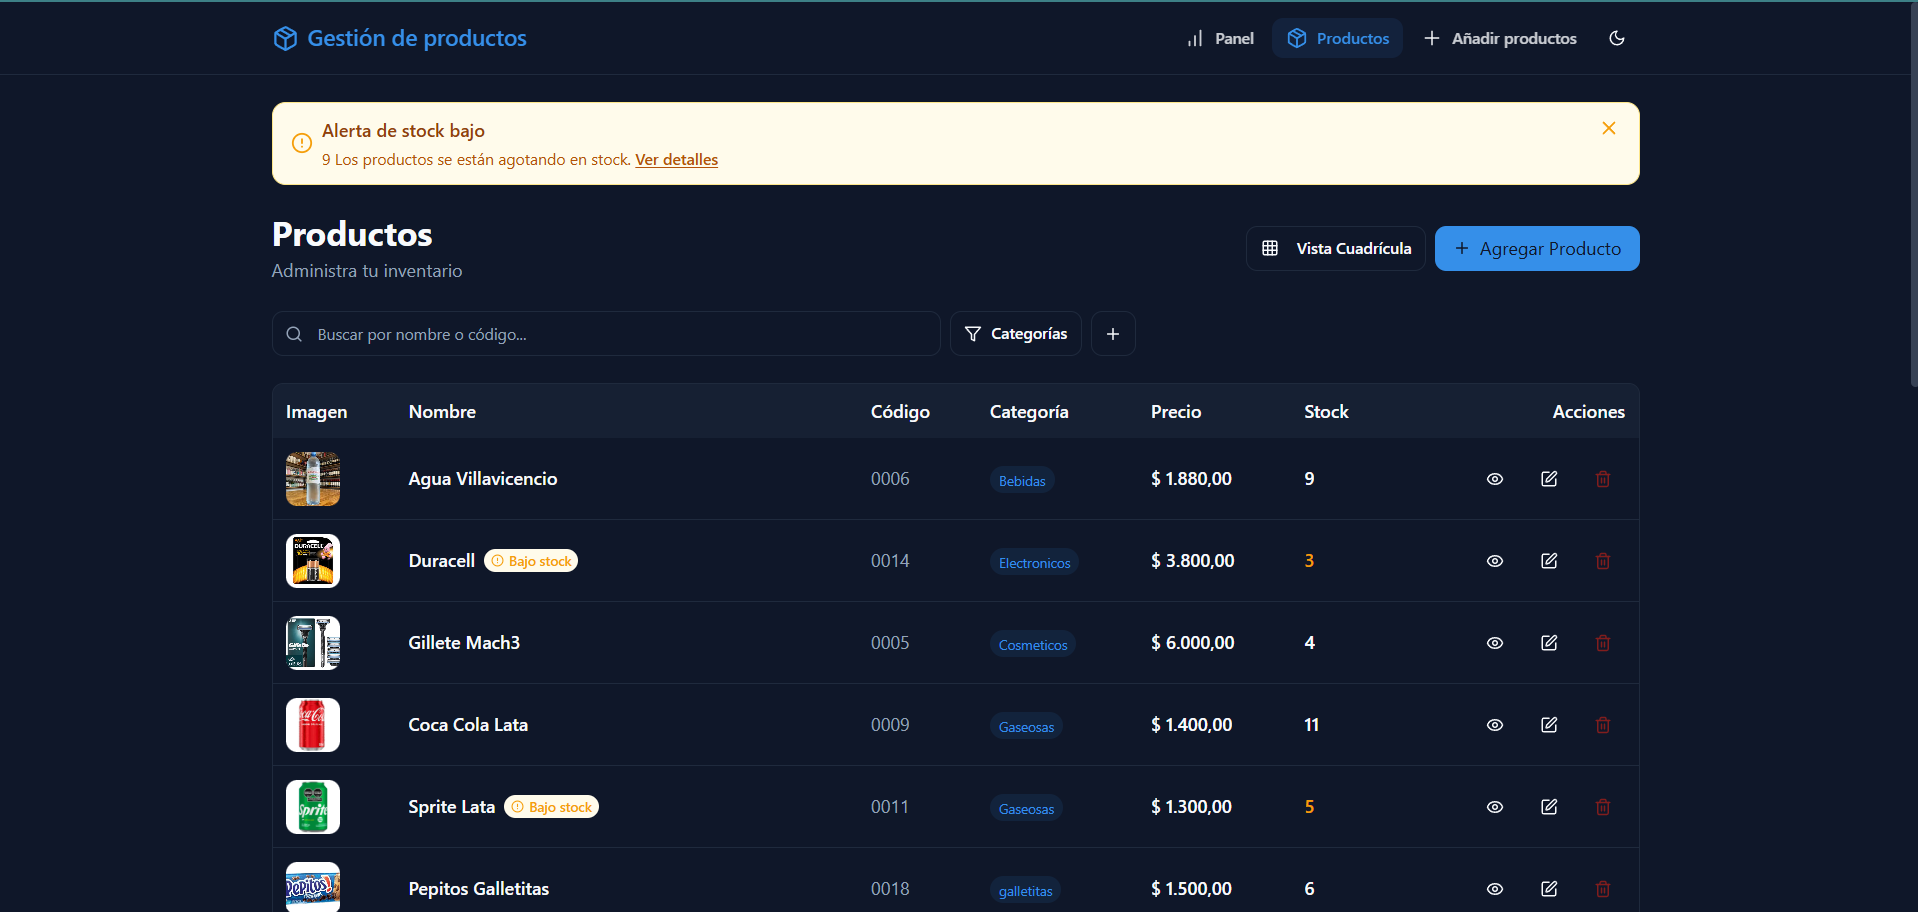 Gestión de productos
Panel
Productos
Añadir productos
Alerta de stock bajo
9 Los productos se están agotando en stock. Ver detalles
Productos
Administra tu inventario
Vista Cuadrícula
Agregar Producto
Buscar por nombre o código...
Categorías
Imagen Nombre Código Categoría Precio Stock Acciones
Agua Villavicencio 0006 Bebidas $ 1.880,00 9
DURACELL
Duracell Bajo stock 0014 Electronicos $ 3.800,00 3
Gillete Mach3 0005 Cosmeticos $ 6.000,00 4
Coca Cola Lata 0009 Gaseosas $ 1.400,00 11
Sprite
Sprite Lata Bajo stock 0011 Gaseosas $ 1.300,00 5
Pepitos!
Pepitos Galletitas 0018 galletitas $ 1.500,00 6